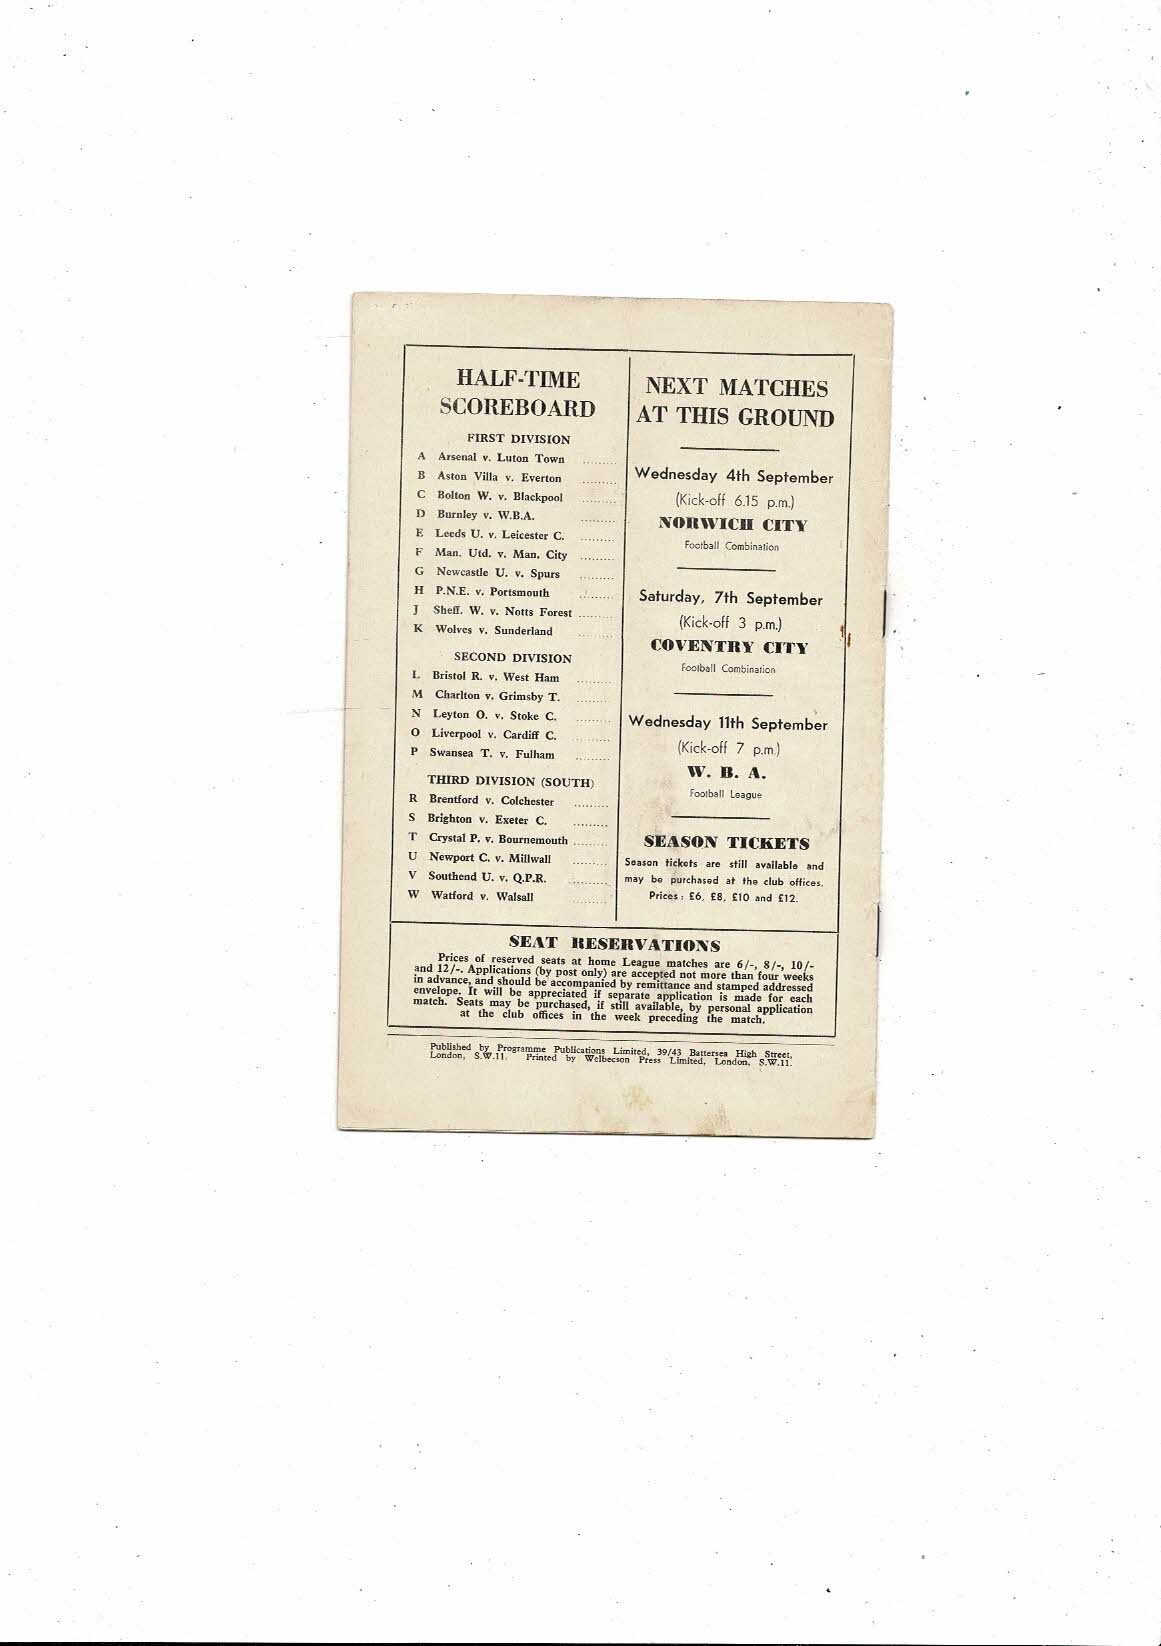 HALF-TIME
SCOREBOARD
FIRST DIVISION
A Arsenal v. Luton Town .........
B Aston Villa v. Everton .........
C Bolton W. v. Blackpool .........
D Burnley v. W.B.A. .........
E Leeds U. v. Leicester C. .........
F Man. Utd. v. Man. City .........
G Newcastle U. v. Spurs .........
H P.N.E. v. Portsmouth .........
J Sheff. W. v. Notts Forest .........
K Wolves v. Sunderland .........
SECOND DIVISION
L Bristol R. v. West Ham .........
M Charlton v. Grimsby T. .........
N Leyton O. v. Stoke C. .........
O Liverpool v. Cardiff C. .........
P Swansea T. v. Fulham .........
THIRD DIVISION (SOUTH)
R Brentford v. Colchester .........
S Brighton v. Exeter C. .........
T Crystal P. v. Bournemouth .........
U Newport C. v. Millwall .........
V Southend U. v. Q.P.R. .........
W Watford v. Walsall .........
NEXT MATCHES
AT THIS GROUND
Wednesday 4th September
(Kick-off 6.15 p.m.)
NORWICH CITY
Football Combination
Saturday, 7th September
(Kick-off 3 p.m.)
COVENTRY CITY
Football Combination
Wednesday 11th September
(Kick-off 7 p.m.)
W. B. A.
Football League
SEASON TICKETS
Season tickets are still available and
may be purchased at the club offices.
Prices: £6, £8, £10 and £12.
SEAT RESERVATIONS
Prices of reserved seats at home League matches are 6/-, 8/-, 10/-
and 12/-. Applications (by post only) are accepted not more than four weeks
in advance, and should be accompanied by remittance and stamped addressed
envelope. It will be appreciated if separate application is made for each
match. Seats may be purchased, if still available, by personal application
at the club offices in the week preceding the match.
Published by Programme Publications Limited, 39/43 Battersea High Street,
London, S.W.11. Printed by Welbecson Press Limited, London, S.W.11.